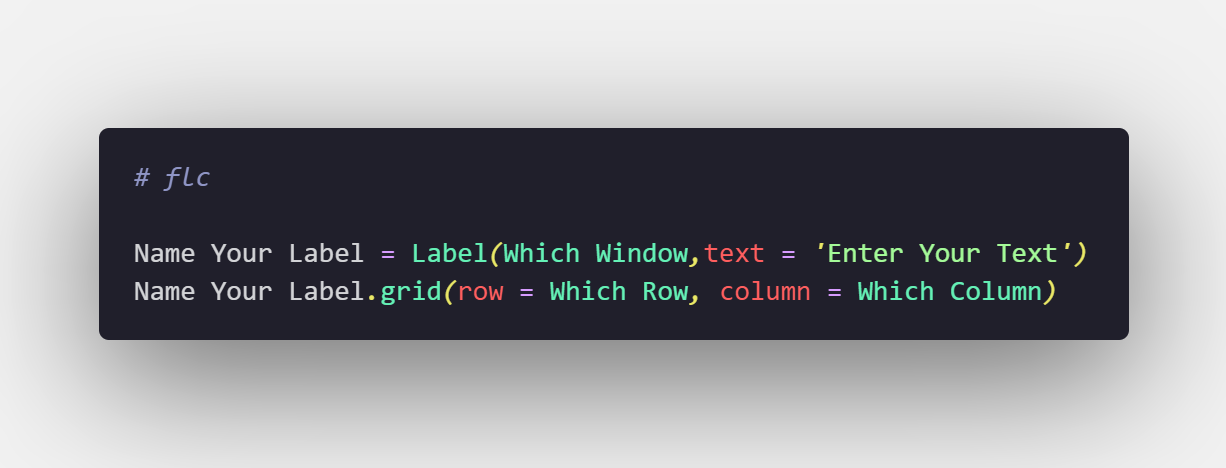 # flc
Name Your Label = Label(Which Window,text = 'Enter Your Text')
Name Your Label.grid(row = Which Row, column = Which Column)